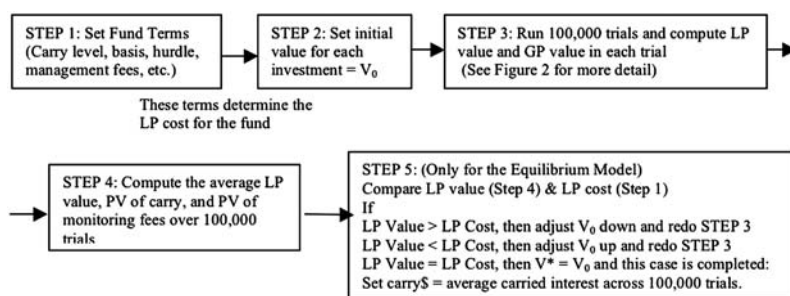 STEP 1: Set Fund Terms
(Carry level, basis, hurdle,
management fees, etc.)
STEP 2: Set initial
value for each
investment = V₀
STEP 3: Run 100,000 trials and compute LP
value and GP value in each trial
(See Figure 2 for more detail)
These terms determine the
LP cost for the fund
STEP 4: Compute the average LP
value, PV of carry, and PV of
monitoring fees over 100,000
trials
STEP 5: (Only for the Equilibrium Model)
Compare LP value (Step 4) & LP cost (Step 1)
If
LP Value > LP Cost, then adjust V₀ down and redo STEP 3
LP Value < LP Cost, then adjust V₀ up and redo STEP 3
LP Value = LP Cost, then V* = V₀ and this case is completed:
Set carry$ = average carried interest across 100,000 trials.